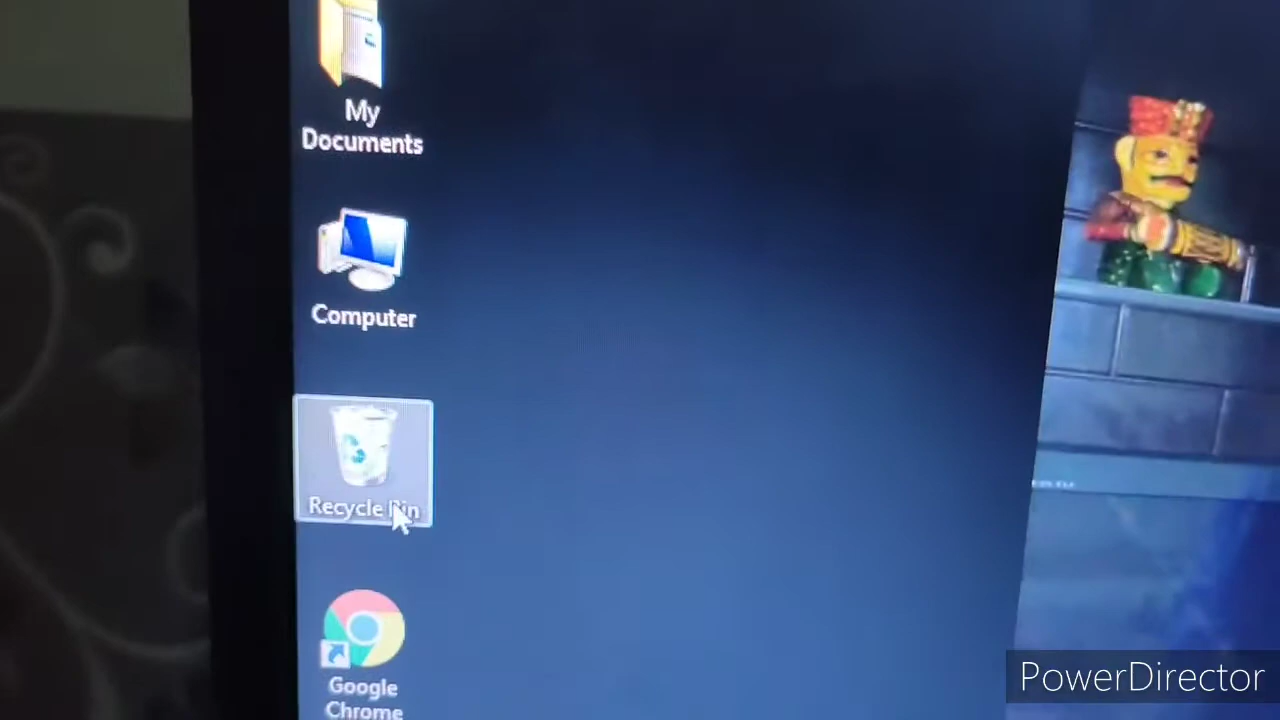 My
Documents
Computer
Recycle Bin
Google
Chrome
PowerDirector